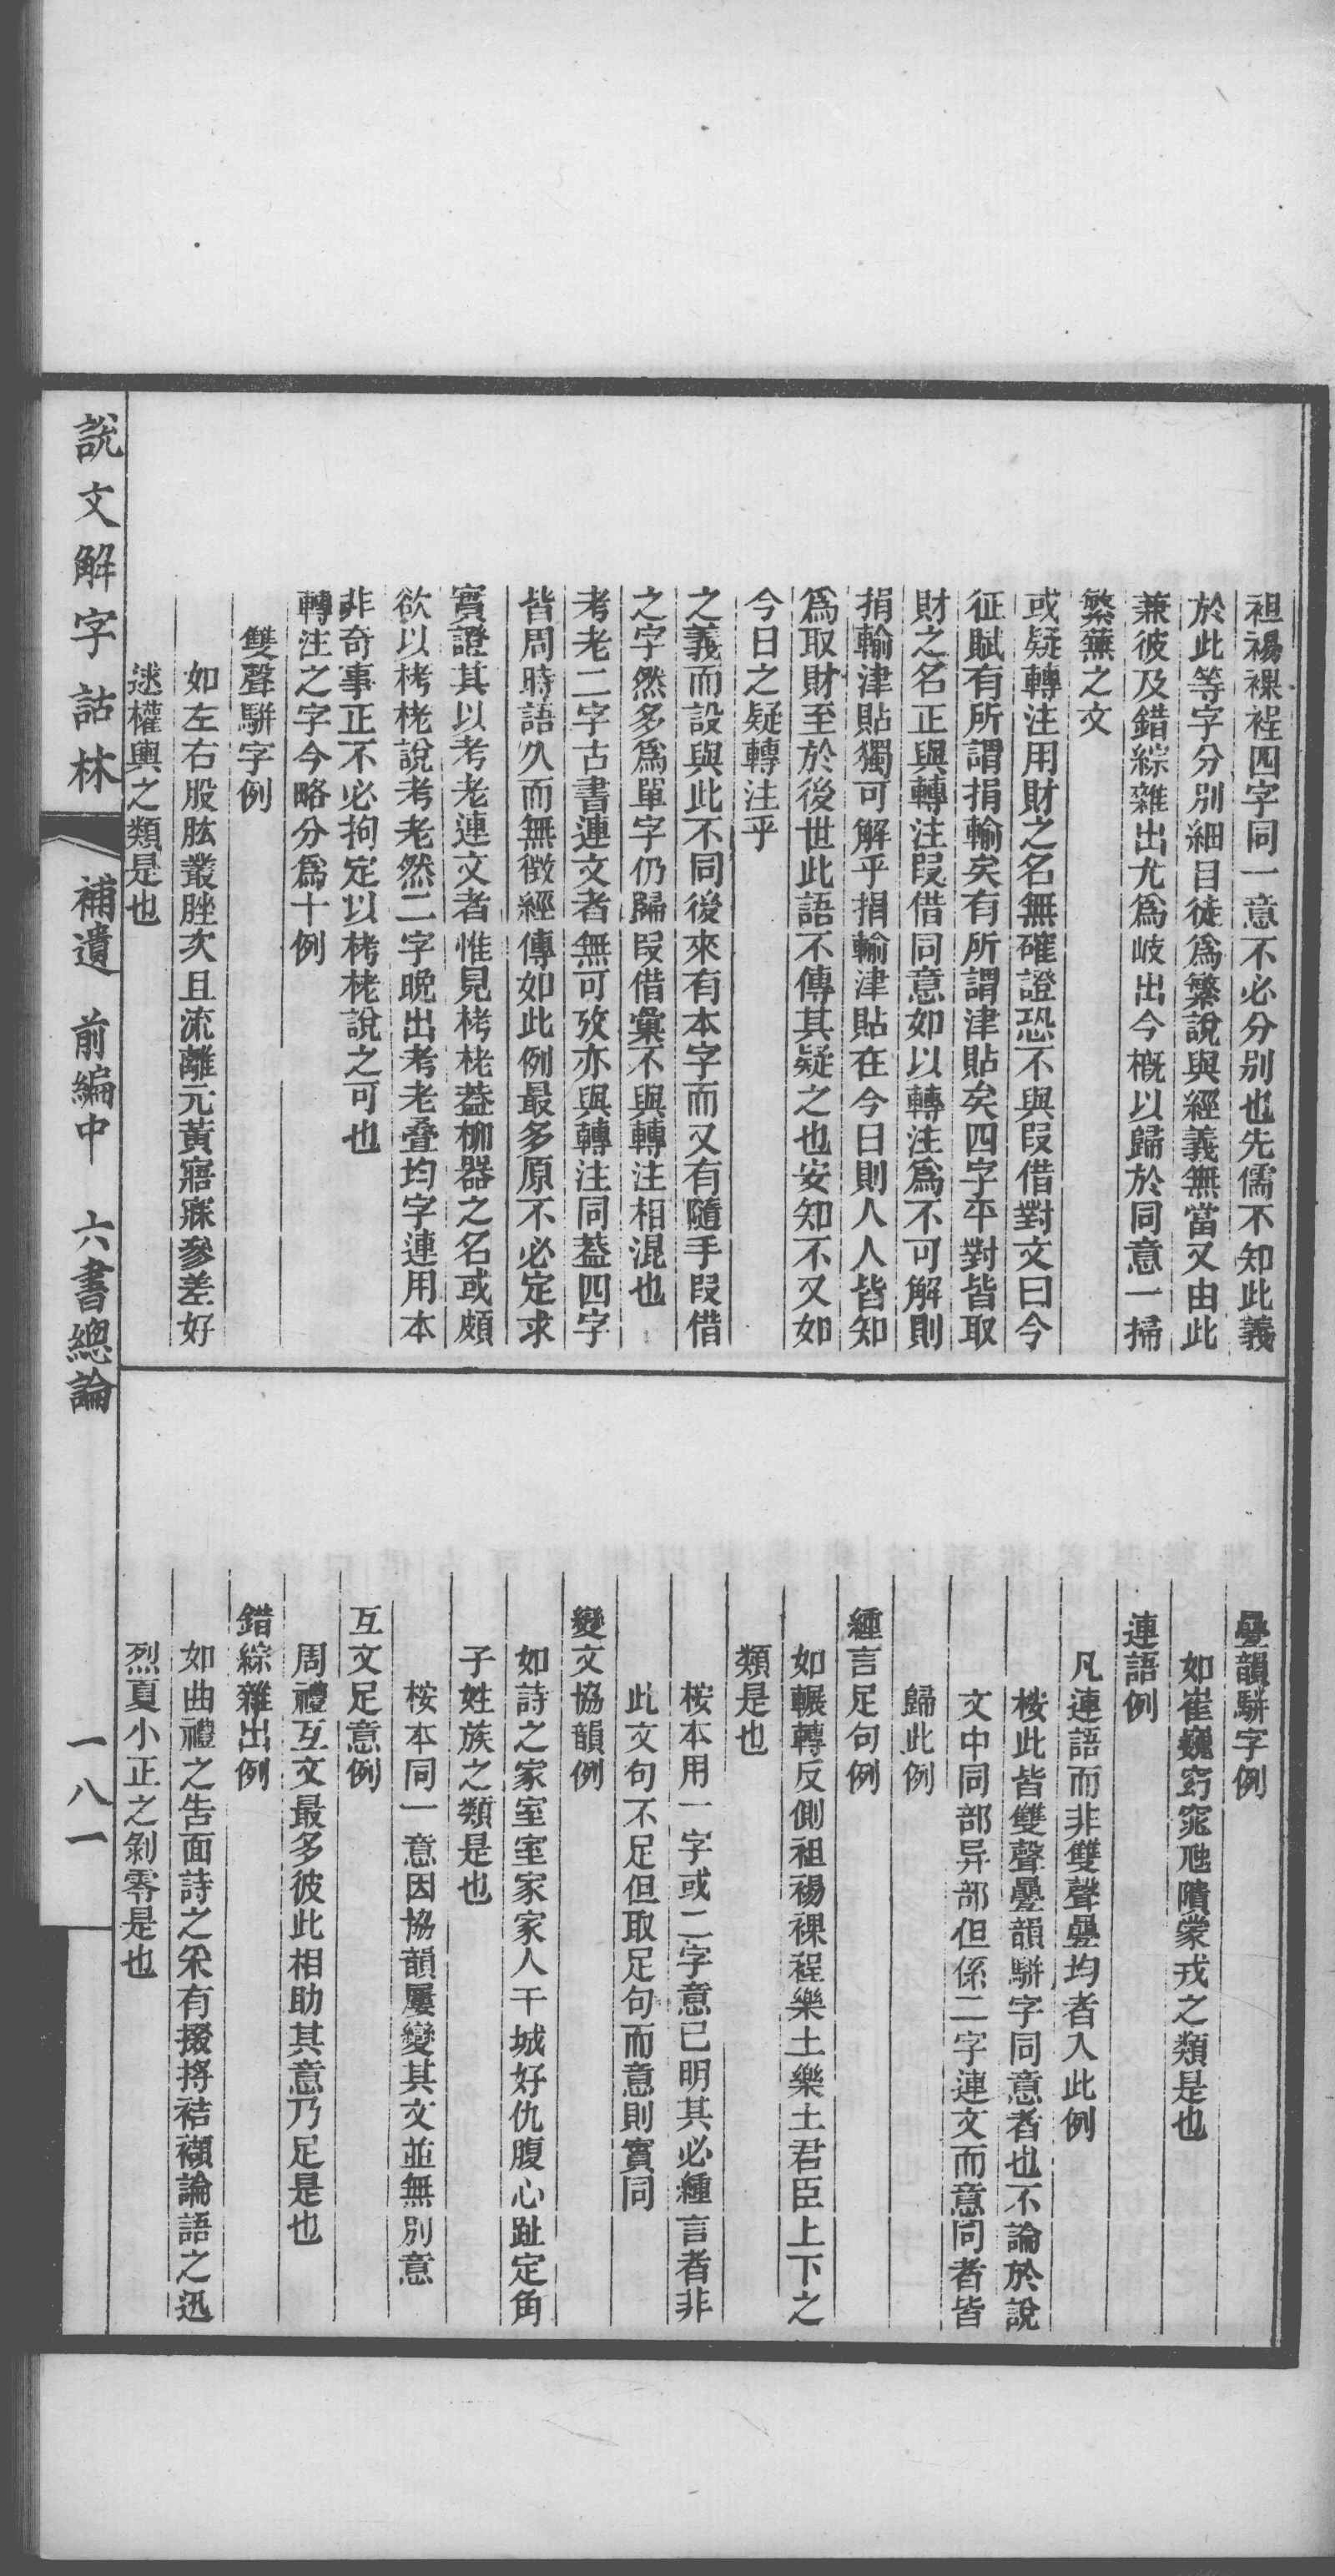 袒裼裸裎四字同一意不必分别也先儒不知此義
於此等字分別細目徒爲繁說與經義無當又由此
兼彼及錯綜雜出尤爲岐出今概以歸於同意一掃
繁蕪之文
或疑轉注用財之名無確證恐不與叚借對文曰今
征賦有所謂捐輸矣有所謂津貼矣四字平對皆取
財之名正與轉注叚借同意如以轉注爲不可解則
捐輸津貼獨可解乎捐輸津貼在今日則人人皆知
爲取財至於後世此語不傳其疑之也安知不又如
今日之疑轉注乎
之義而設與此不同後來有本字而又有隨手叚借
之字然多爲單字仍歸叚借彙不與轉注相混也
考老二字古書連文者無可攷亦與轉注同葢四字
皆周時語久而無徵經傳如此例最多原不必定求
實證其以考老連文者惟見栲栳葢柳器之名或頗
欲以栲栳說考老然二字晚出考老叠均字連用本
非奇事正不必拘定以栲栳說之可也
轉注之字今略分爲十例
雙聲駢字例
如左右股肱叢脞次且流離元黃寤寐參差好
逑權輿之類是也
疊韻駢字例
如崔巍窈窕虺隤蒙戎之類是也
連語例
凡連語而非雙聲疊均者入此例
桉此皆雙聲疊韻駢字同意者也不論於說
文中同部异部但係二字連文而意同者皆
歸此例
緟言足句例
如輾轉反側祖裼裸程樂土樂土君臣上下之
類是也
桉本用一字或二字意已明其必緟言者非
此文句不足但取足句而意則實同
變文協韻例
如詩之家室室家家人干城好仇腹心趾定角
子姓族之類是也
桉本同一意因協韻屢變其文並無別意
互文足意例
周禮互文最多彼此相助其意乃足是也
錯綜雜出例
如曲禮之吿面詩之采有掇捋袺襭論語之迅
烈夏小正之剝零是也
說文解字詁林 補遺 前編中 六書總論 一八一